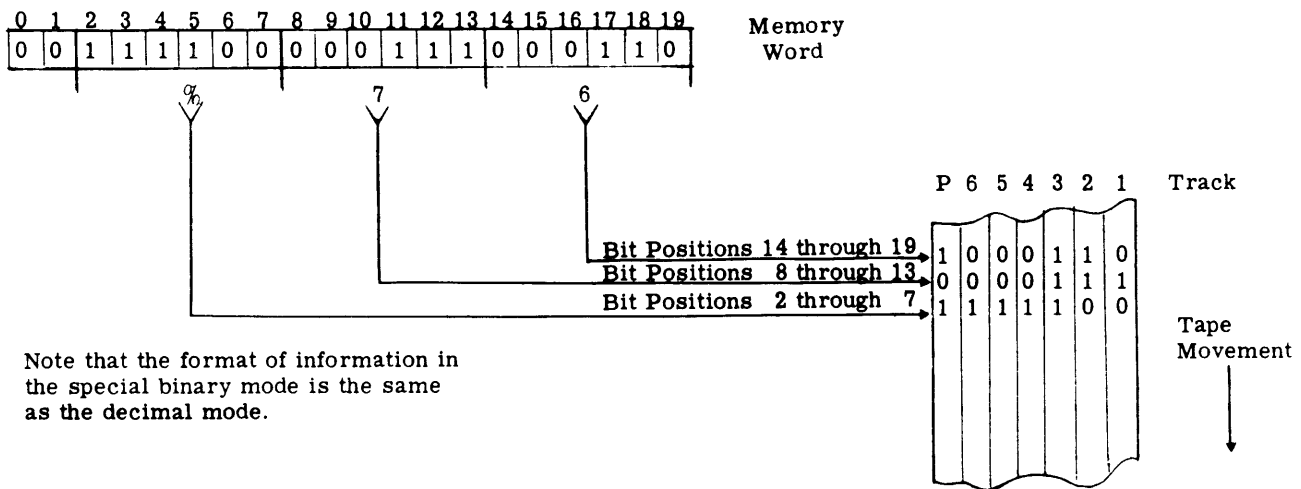 0 1 2 3 4 5 6 7 8 9 10 11 12 13 14 15 16 17 18 19
Memory Word
0 0 1 1 1 1 0 0 0 0 0 1 1 1 0 0 0 1 1 0
% 7 6
P 6 5 4 3 2 1 Track
Bit Positions 14 through 19 1 0 0 0 1 1 0
Bit Positions 8 through 13 0 0 0 0 1 1 1
Bit Positions 2 through 7 1 1 1 1 1 0 0
Tape
Movement
Note that the format of information in
the special binary mode is the same
as the decimal mode.